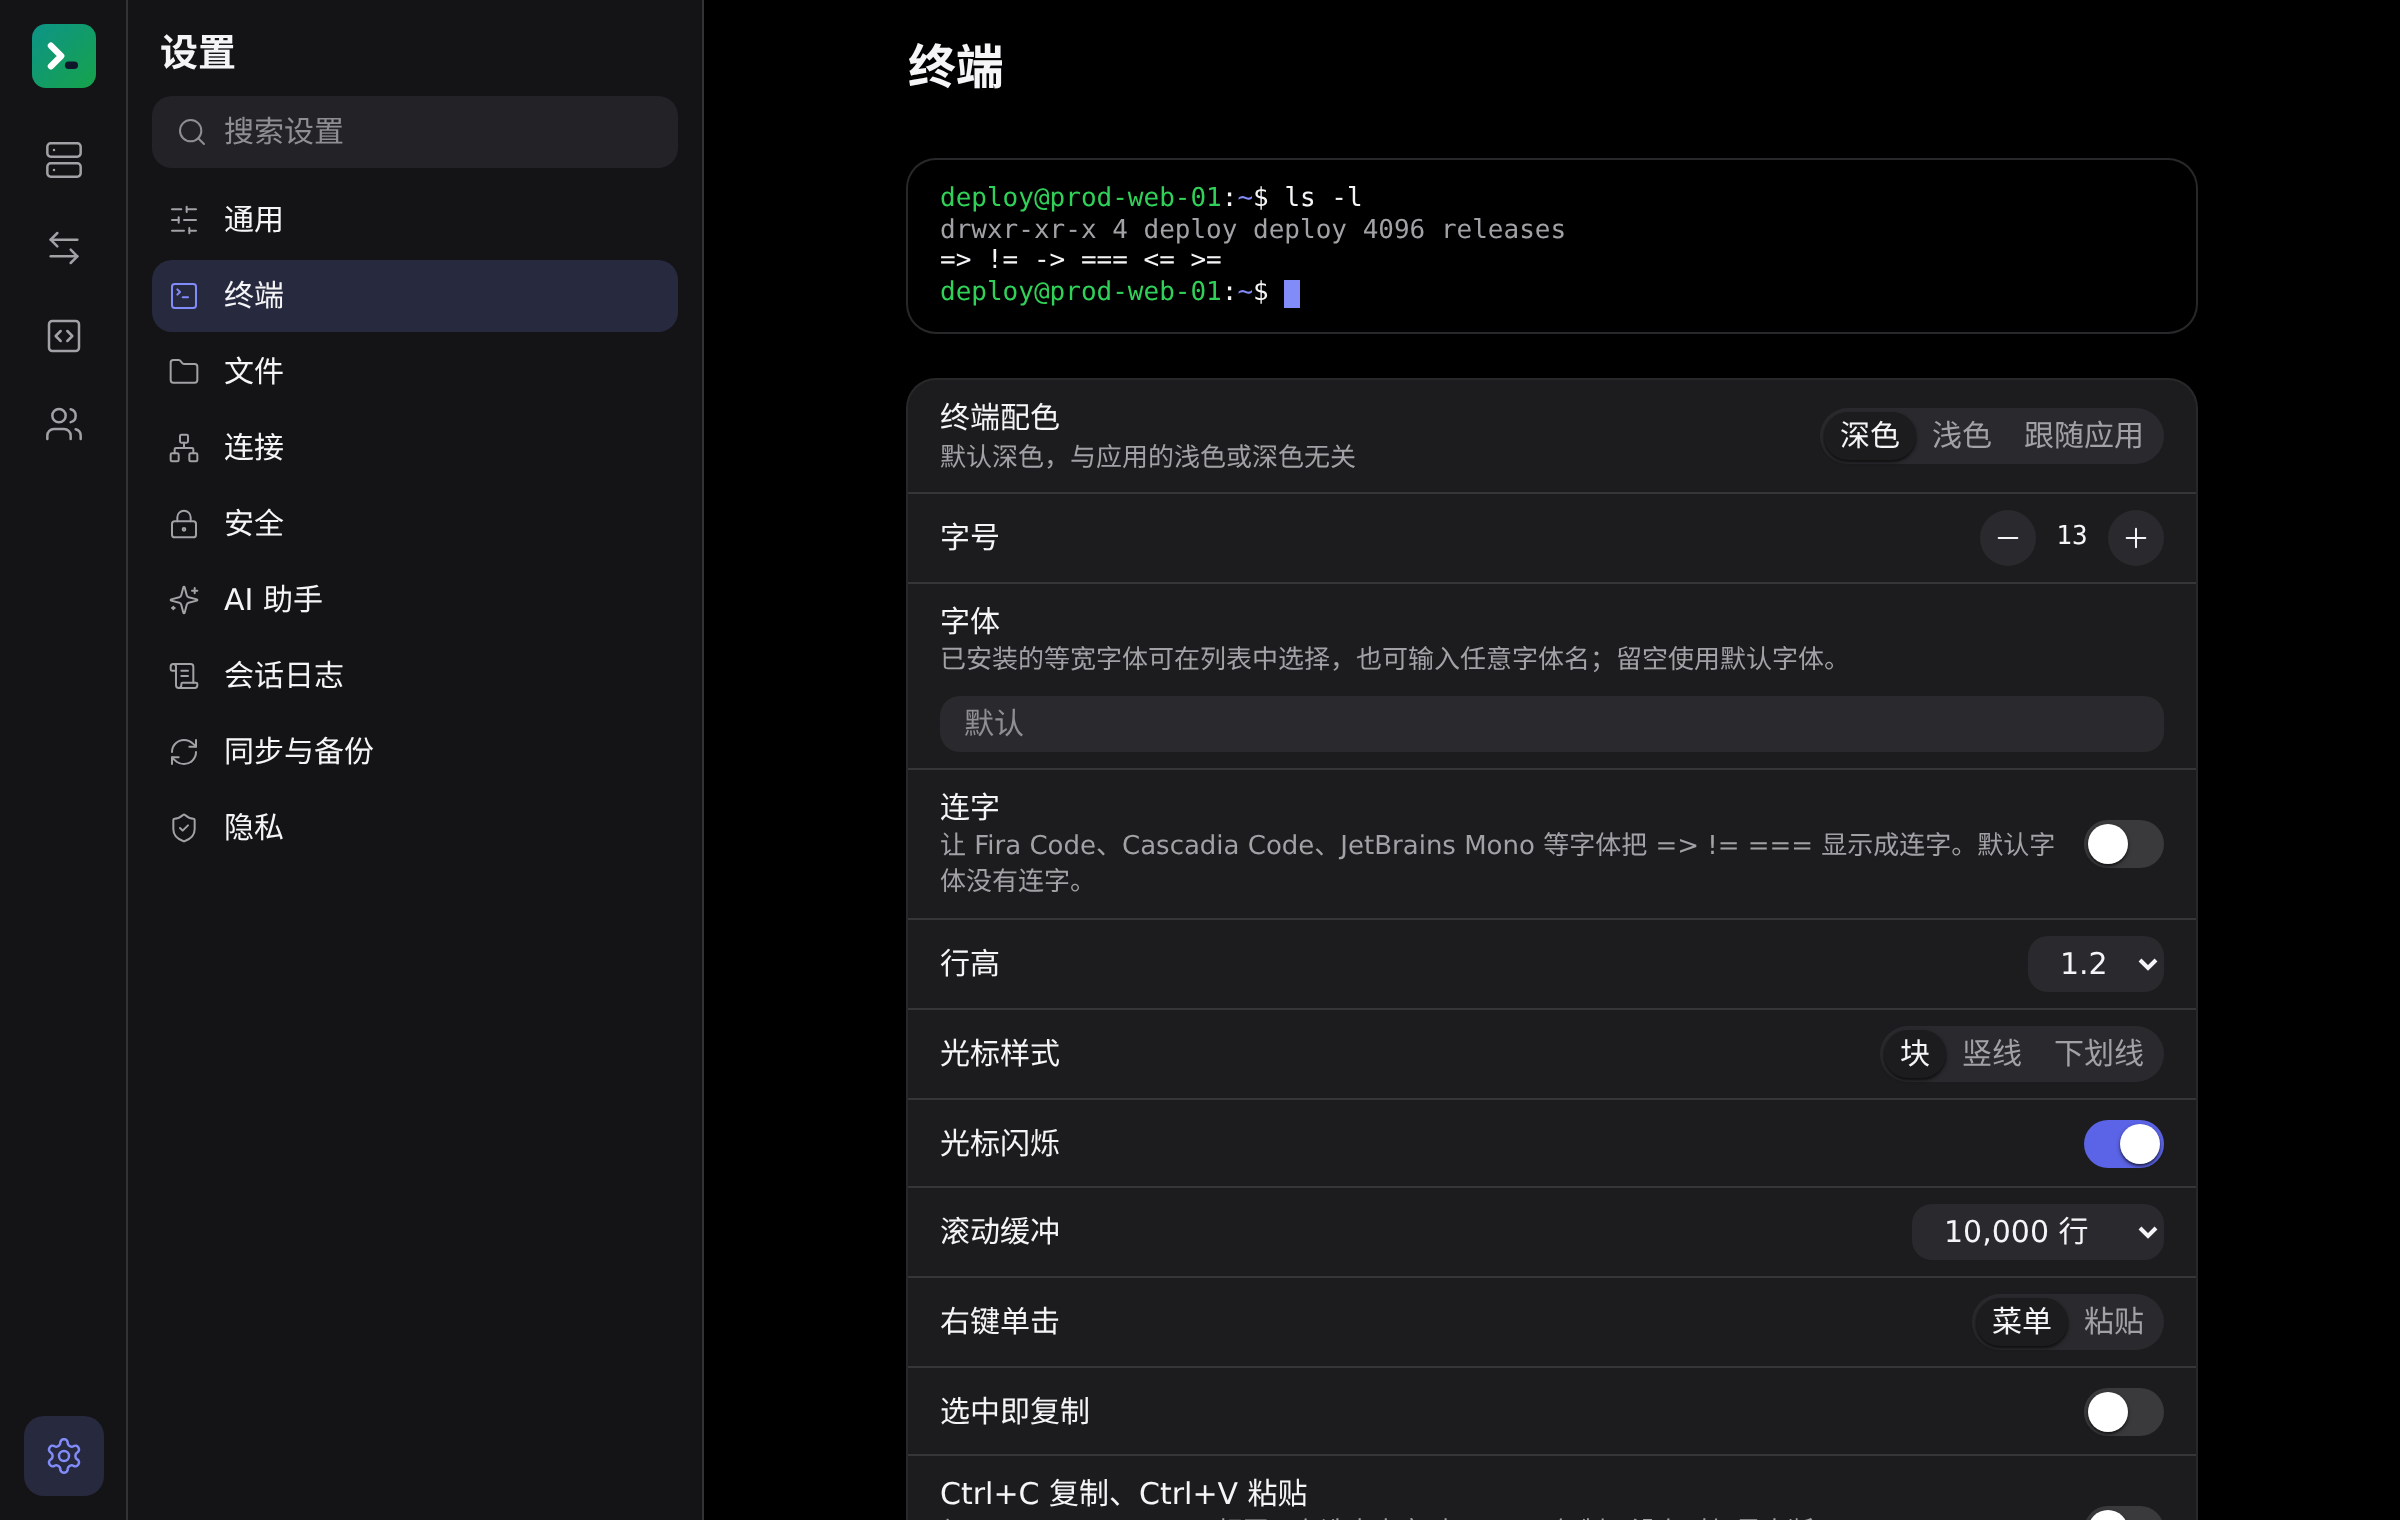 设置
搜索设置
通用
终端
文件
连接
安全
AI 助手
会话日志
同步与备份
隐私
终端
deploy@prod-web-01:~$ ls -l
drwxr-xr-x 4 deploy deploy 4096 releases
=> != -> === <= >=
deploy@prod-web-01:~$
终端配色
默认深色，与应用的浅色或深色无关
深色 浅色 跟随应用
字号
13
字体
已安装的等宽字体可在列表中选择，也可输入任意字体名；留空使用默认字体。
默认
连字
让 Fira Code、Cascadia Code、JetBrains Mono 等字体把 => != === 显示成连字。默认字
体没有连字。
行高
1.2
光标样式
块 竖线 下划线
光标闪烁
滚动缓冲
10,000 行
右键单击
菜单 粘贴
选中即复制
Ctrl+C 复制、Ctrl+V 粘贴